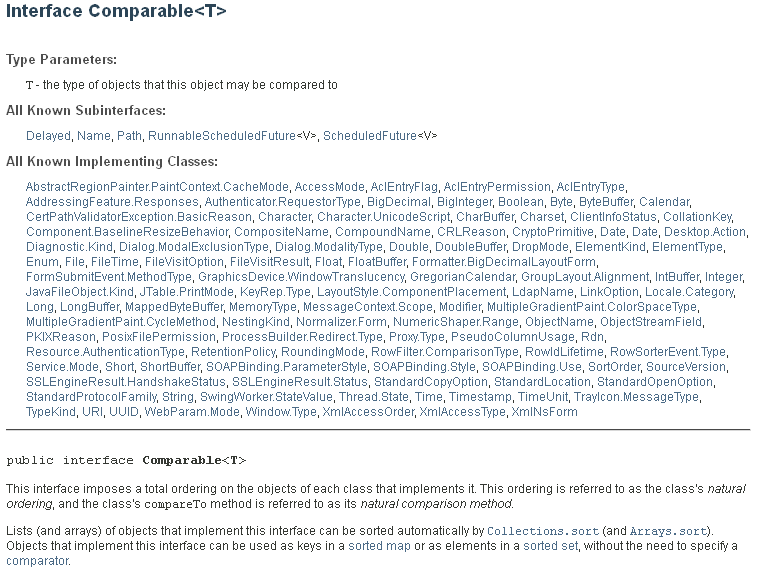 Interface Comparable<T>
Type Parameters:
T - the type of objects that this object may be compared to
All Known Subinterfaces:
Delayed, Name, Path, RunnableScheduledFuture<V>, ScheduledFuture<V>
All Known Implementing Classes:
AbstractRegionPainter.PaintContext.CacheMode, AccessMode, AclEntryFlag, AclEntryPermission, AclEntryType,
AddressingFeature.Responses, Authenticator.RequestorType, BigDecimal, BigInteger, Boolean, Byte, ByteBuffer, Calendar,
CertPathValidatorException.BasicReason, Character, Character.UnicodeScript, CharBuffer, Charset, ClientInfoStatus, CollationKey,
Component.BaselineResizeBehavior, CompositeName, CompoundName, CRLReason, CryptoPrimitive, Date, Date, Desktop.Action,
Diagnostic.Kind, Dialog.ModalExclusionType, Dialog.ModalityType, Double, DoubleBuffer, DropMode, ElementKind, ElementType,
Enum, File, FileTime, FileVisitOption, FileVisitResult, Float, FloatBuffer, Formatter.BigDecimalLayoutForm,
FormSubmitEvent.MethodType, GraphicsDevice.WindowTranslucency, GregorianCalendar, GroupLayout.Alignment, IntBuffer, Integer,
JavaFileObject.Kind, JTable.PrintMode, KeyRep.Type, LayoutStyle.ComponentPlacement, LdapName, LinkOption, Locale.Category,
Long, LongBuffer, MappedByteBuffer, MemoryType, MessageContext.Scope, Modifier, MultipleGradientPaint.ColorSpaceType,
MultipleGradientPaint.CycleMethod, NestingKind, Normalizer.Form, NumericShaper.Range, ObjectName, ObjectStreamField,
PKIXReason, PosixFilePermission, ProcessBuilder.Redirect.Type, Proxy.Type, PseudoColumnUsage, Rdn,
Resource.AuthenticationType, RetentionPolicy, RoundingMode, RowFilter.ComparisonType, RowIdLifetime, RowSorterEvent.Type,
Service.Mode, Short, ShortBuffer, SOAPBinding.ParameterStyle, SOAPBinding.Style, SOAPBinding.Use, SortOrder, SourceVersion,
SSLEngineResult.HandshakeStatus, SSLEngineResult.Status, StandardCopyOption, StandardLocation, StandardOpenOption,
StandardProtocolFamily, String, SwingWorker.StateValue, Thread.State, Time, Timestamp, TimeUnit, TrayIcon.MessageType,
TypeKind, URI, UUID, WebParam.Mode, Window.Type, XmlAccessOrder, XmlAccessType, XmlNsForm
public interface Comparable<T>
This interface imposes a total ordering on the objects of each class that implements it. This ordering is referred to as the class's natural
ordering, and the class's compareTo method is referred to as its natural comparison method.
Lists (and arrays) of objects that implement this interface can be sorted automatically by Collections.sort (and Arrays.sort).
Objects that implement this interface can be used as keys in a sorted map or as elements in a sorted set, without the need to specify a
comparator.